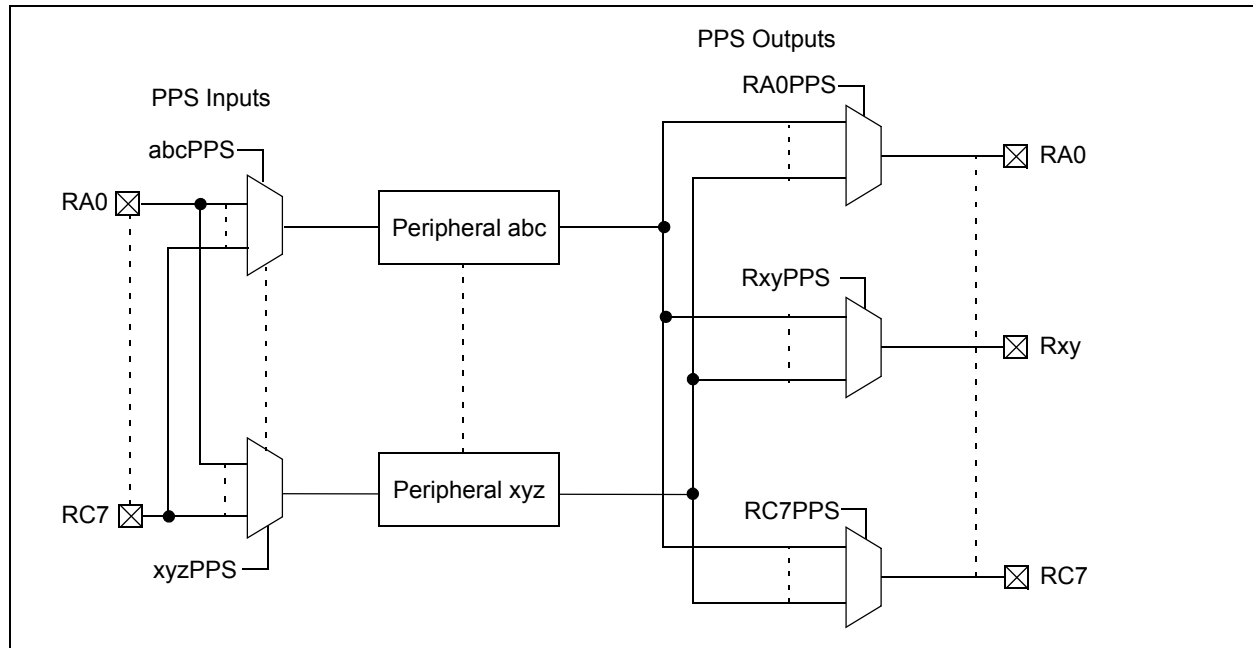 PPS Outputs
RA0PPS
PPS Inputs
abcPPS
RA0
RA0
Peripheral abc
RxyPPS
Rxy
Peripheral xyz
RC7
RC7PPS
xyzPPS
RC7